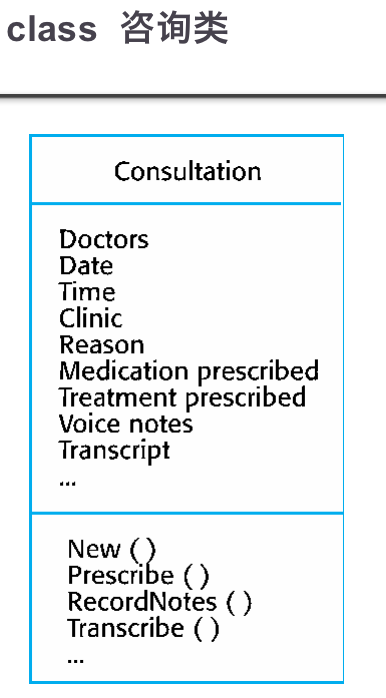 class 咨询类
Consultation
Doctors
Date
Time
Clinic
Reason
Medication prescribed
Treatment prescribed
Voice notes
Transcript
...
New ( )
Prescribe ( )
RecordNotes ( )
Transcribe ( )
...